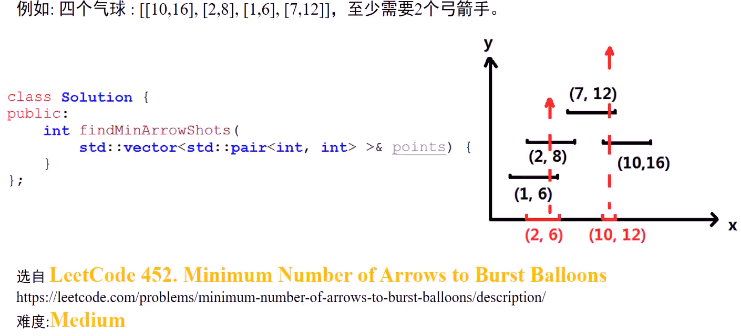 例如: 四个气球 : [[10,16], [2,8], [1,6], [7,12]]，至少需要2个弓箭手。
class Solution {
public:
    int findMinArrowShots(
        std::vector<std::pair<int, int> >& points) {
    }
};
y
(7, 12)
(2, 8)
(10,16)
(1, 6)
x
(2, 6)
(10, 12)
选自 LeetCode 452. Minimum Number of Arrows to Burst Balloons
https://leetcode.com/problems/minimum-number-of-arrows-to-burst-balloons/description/
难度:Medium